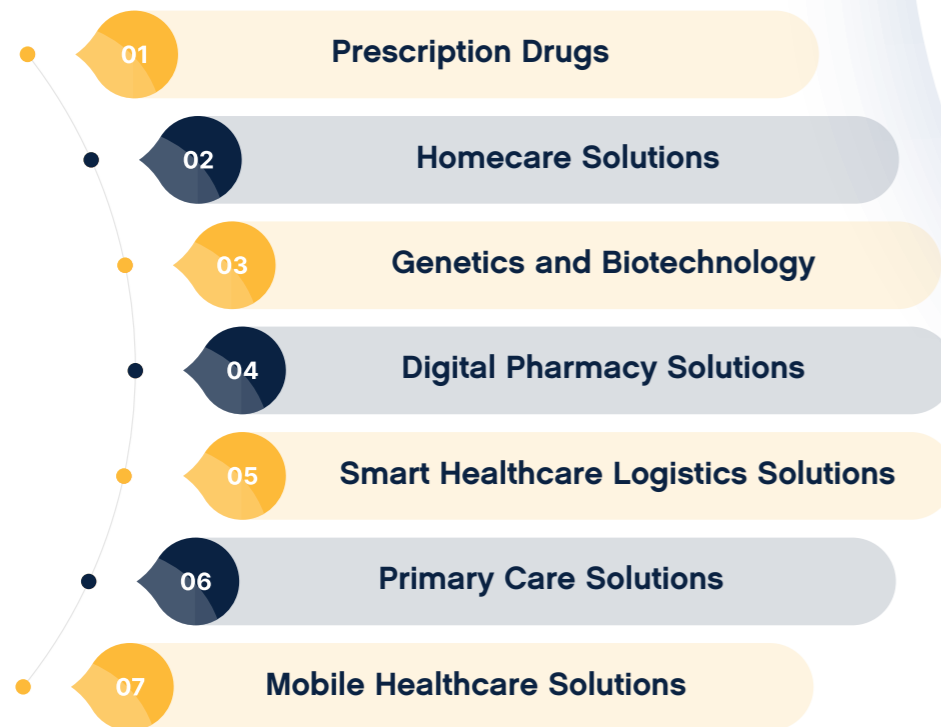 01 Prescription Drugs
02 Homecare Solutions
03 Genetics and Biotechnology
04 Digital Pharmacy Solutions
05 Smart Healthcare Logistics Solutions
06 Primary Care Solutions
07 Mobile Healthcare Solutions